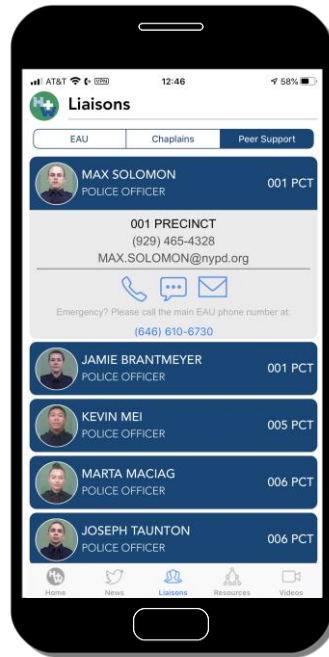 AT&T VPN 12:46 58%
HW Liaisons
EAU Chaplains Peer Support
MAX SOLOMON
POLICE OFFICER
001 PCT
001 PRECINCT
(929) 465-4328
MAX.SOLOMON@nypd.org
Emergency? Please call the main EAU phone number at:
(646) 610-6730
JAMIE BRANTMEYER
POLICE OFFICER
001 PCT
KEVIN MEI
POLICE OFFICER
005 PCT
MARTA MACIAG
POLICE OFFICER
006 PCT
JOSEPH TAUNTON
POLICE OFFICER
006 PCT
Home News Liaisons Resources Videos